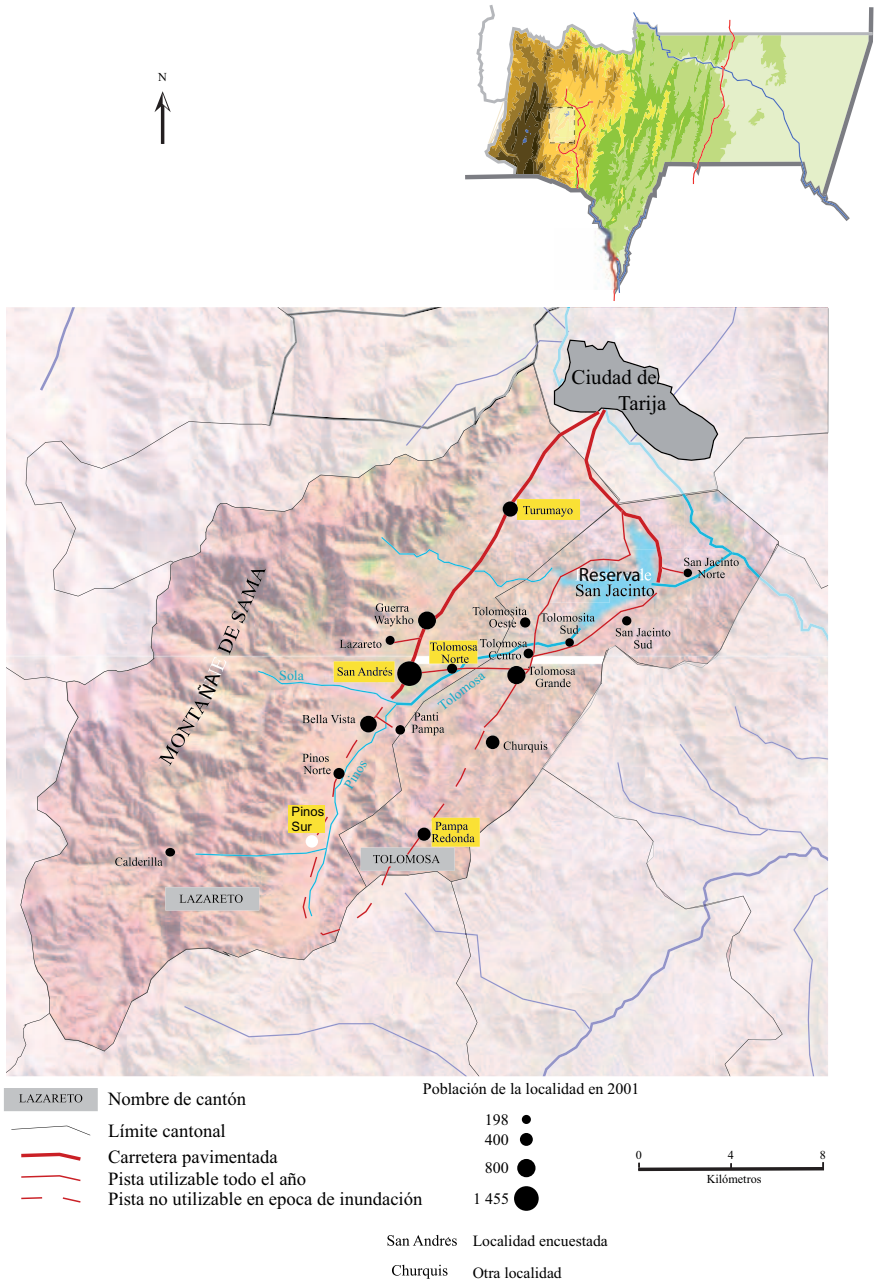 N
Ciudad de
Tarija
Turumayo
MONTAÑA DE SAMA
Reserva
San Jacinto
San Jacinto
Norte
Guerra
Waykho
Tolomosita
Oeste
Tolomosita
Sud
San Jacinto
Sud
Lazareto
Tolomosa
Norte
Tolomosa
Centro
San Andrés
Tolomosa
Grande
Sola
Tolomosa
Bella Vista
Panti
Pampa
Churquis
Pinos
Norte
Pinos
Pinos
Sur
Pampa
Redonda
Calderilla
TOLOMOSA
LAZARETO
LAZARETO
Nombre de cantón
Límite cantonal
Carretera pavimentada
Pista utilizable todo el año
Pista no utilizable en epoca de inundación
Población de la localidad en 2001
198
400
800
1 455
0 4 8
Kilómetros
San Andrés Localidad encuestada
Churquis Otra localidad